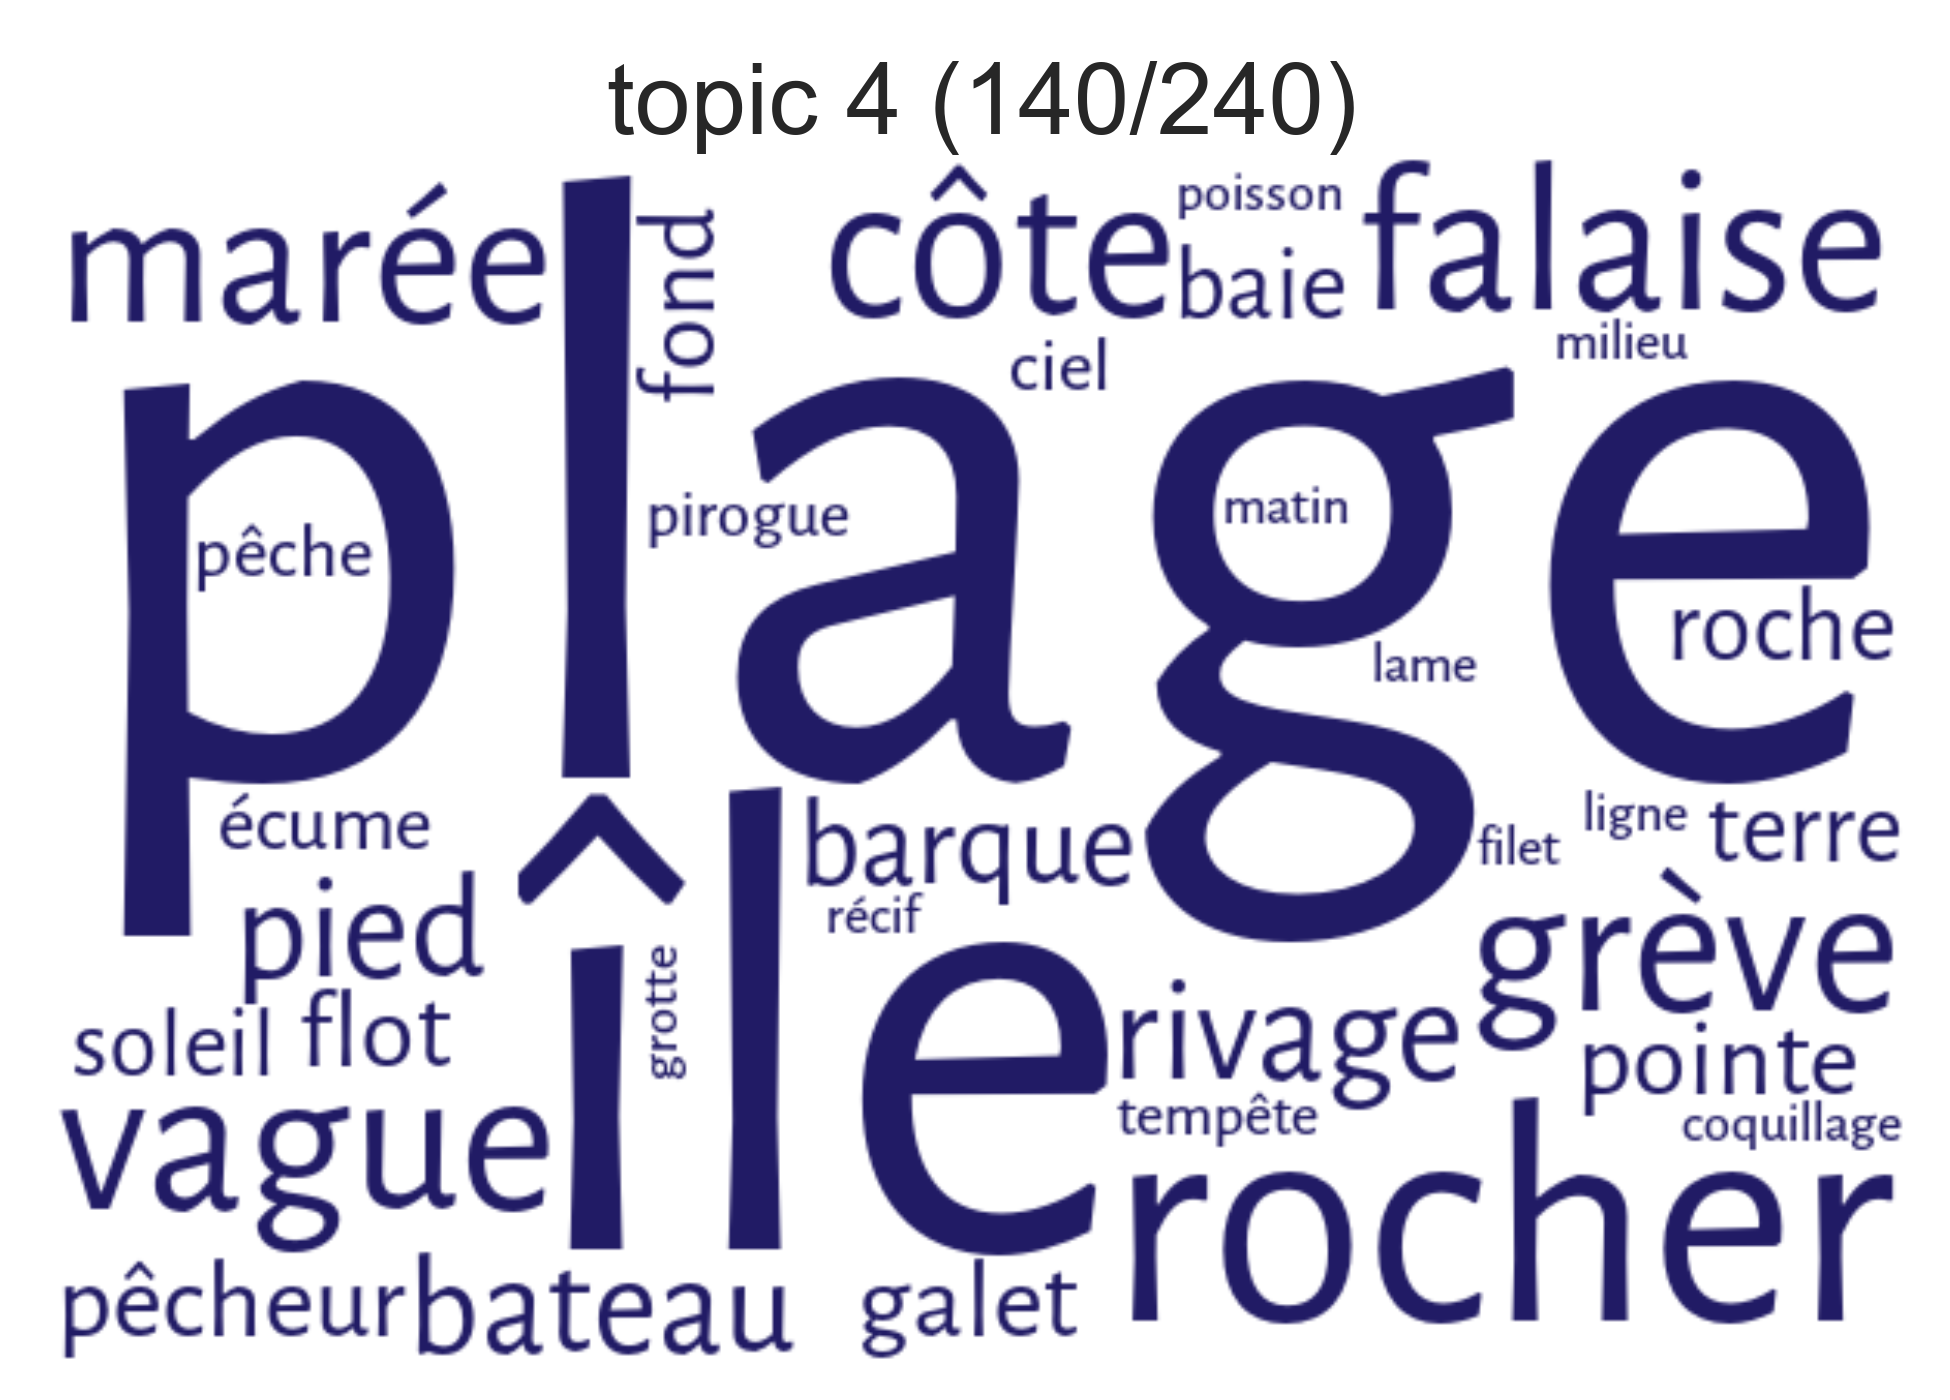 topic 4 (140/240)
marée
fond
côte
poisson
baie
falaise
milieu
ciel
plage
pêche
pirogue
matin
roche
lame
écume
barque
filet
ligne
terre
récif
pied
île
grotte
grève
soleil
flot
rivage
pointe
vague
tempête
coquillage
rocher
pêcheur
bateau
galet